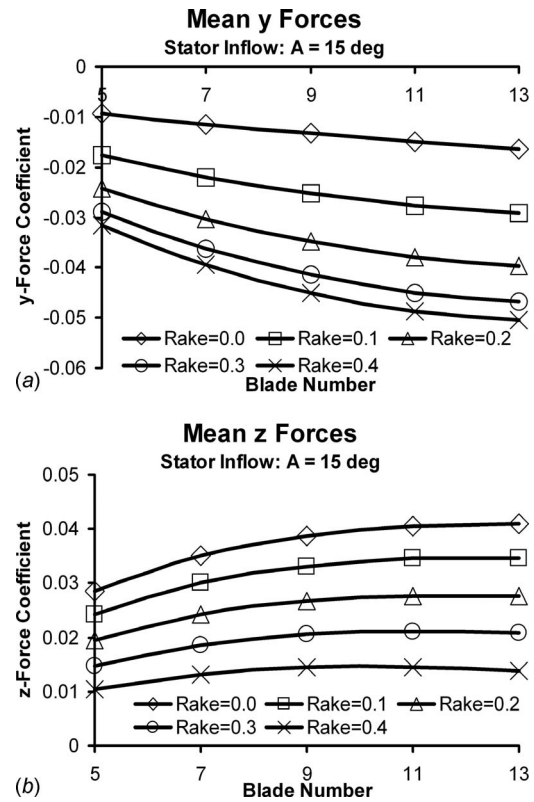 Mean y Forces
Stator Inflow: A = 15 deg
0
5 7 9 11 13
-0.01
-0.02
-0.03
-0.04
-0.05
-0.06
y-Force Coefficient
Rake=0.0 Rake=0.1 Rake=0.2
Rake=0.3 Rake=0.4
Blade Number
(a)
Mean z Forces
Stator Inflow: A = 15 deg
0.05
0.04
0.03
0.02
0.01
0
z-Force Coefficient
Rake=0.0 Rake=0.1 Rake=0.2
Rake=0.3 Rake=0.4
5 7 9 11 13
Blade Number
(b)